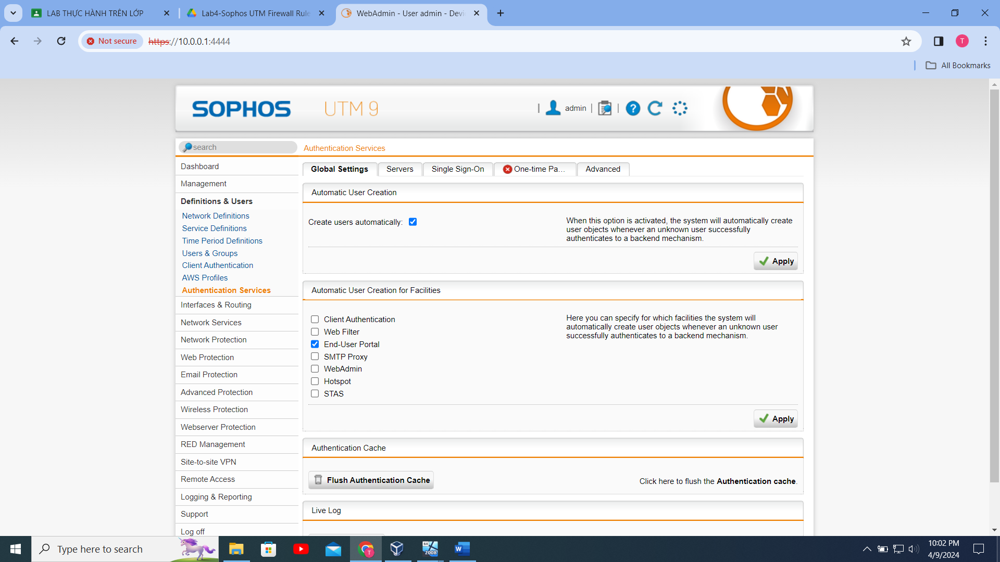 LAB THỰC HÀNH TRÊN LỚP
Lab4-Sophos UTM Firewall Rule
WebAdmin - User admin - Devi
Not secure
https://10.0.0.1:4444
T
All Bookmarks
SOPHOS UTM 9
| admin | |
search
Authentication Services
Dashboard
Management
Definitions & Users
Network Definitions
Service Definitions
Time Period Definitions
Users & Groups
Client Authentication
AWS Profiles
Authentication Services
Interfaces & Routing
Network Services
Network Protection
Web Protection
Email Protection
Advanced Protection
Wireless Protection
Webserver Protection
RED Management
Site-to-site VPN
Remote Access
Logging & Reporting
Support
Log off
Global Settings
Servers
Single Sign-On
One-time Pa...
Advanced
Automatic User Creation
Create users automatically:
When this option is activated, the system will automatically create
user objects whenever an unknown user successfully
authenticates to a backend mechanism.
Apply
Automatic User Creation for Facilities
Client Authentication
Web Filter
End-User Portal
SMTP Proxy
WebAdmin
Hotspot
STAS
Here you can specify for which facilities the system will
automatically create user objects whenever an unknown user
successfully authenticates to a backend mechanism.
Apply
Authentication Cache
Flush Authentication Cache
Click here to flush the Authentication cache.
Live Log
Type here to search
T
64
2008
W
10:02 PM
4/9/2024